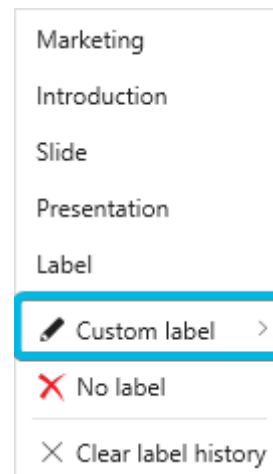 Marketing
Introduction
Slide
Presentation
Label
Custom label
No label
Clear label history